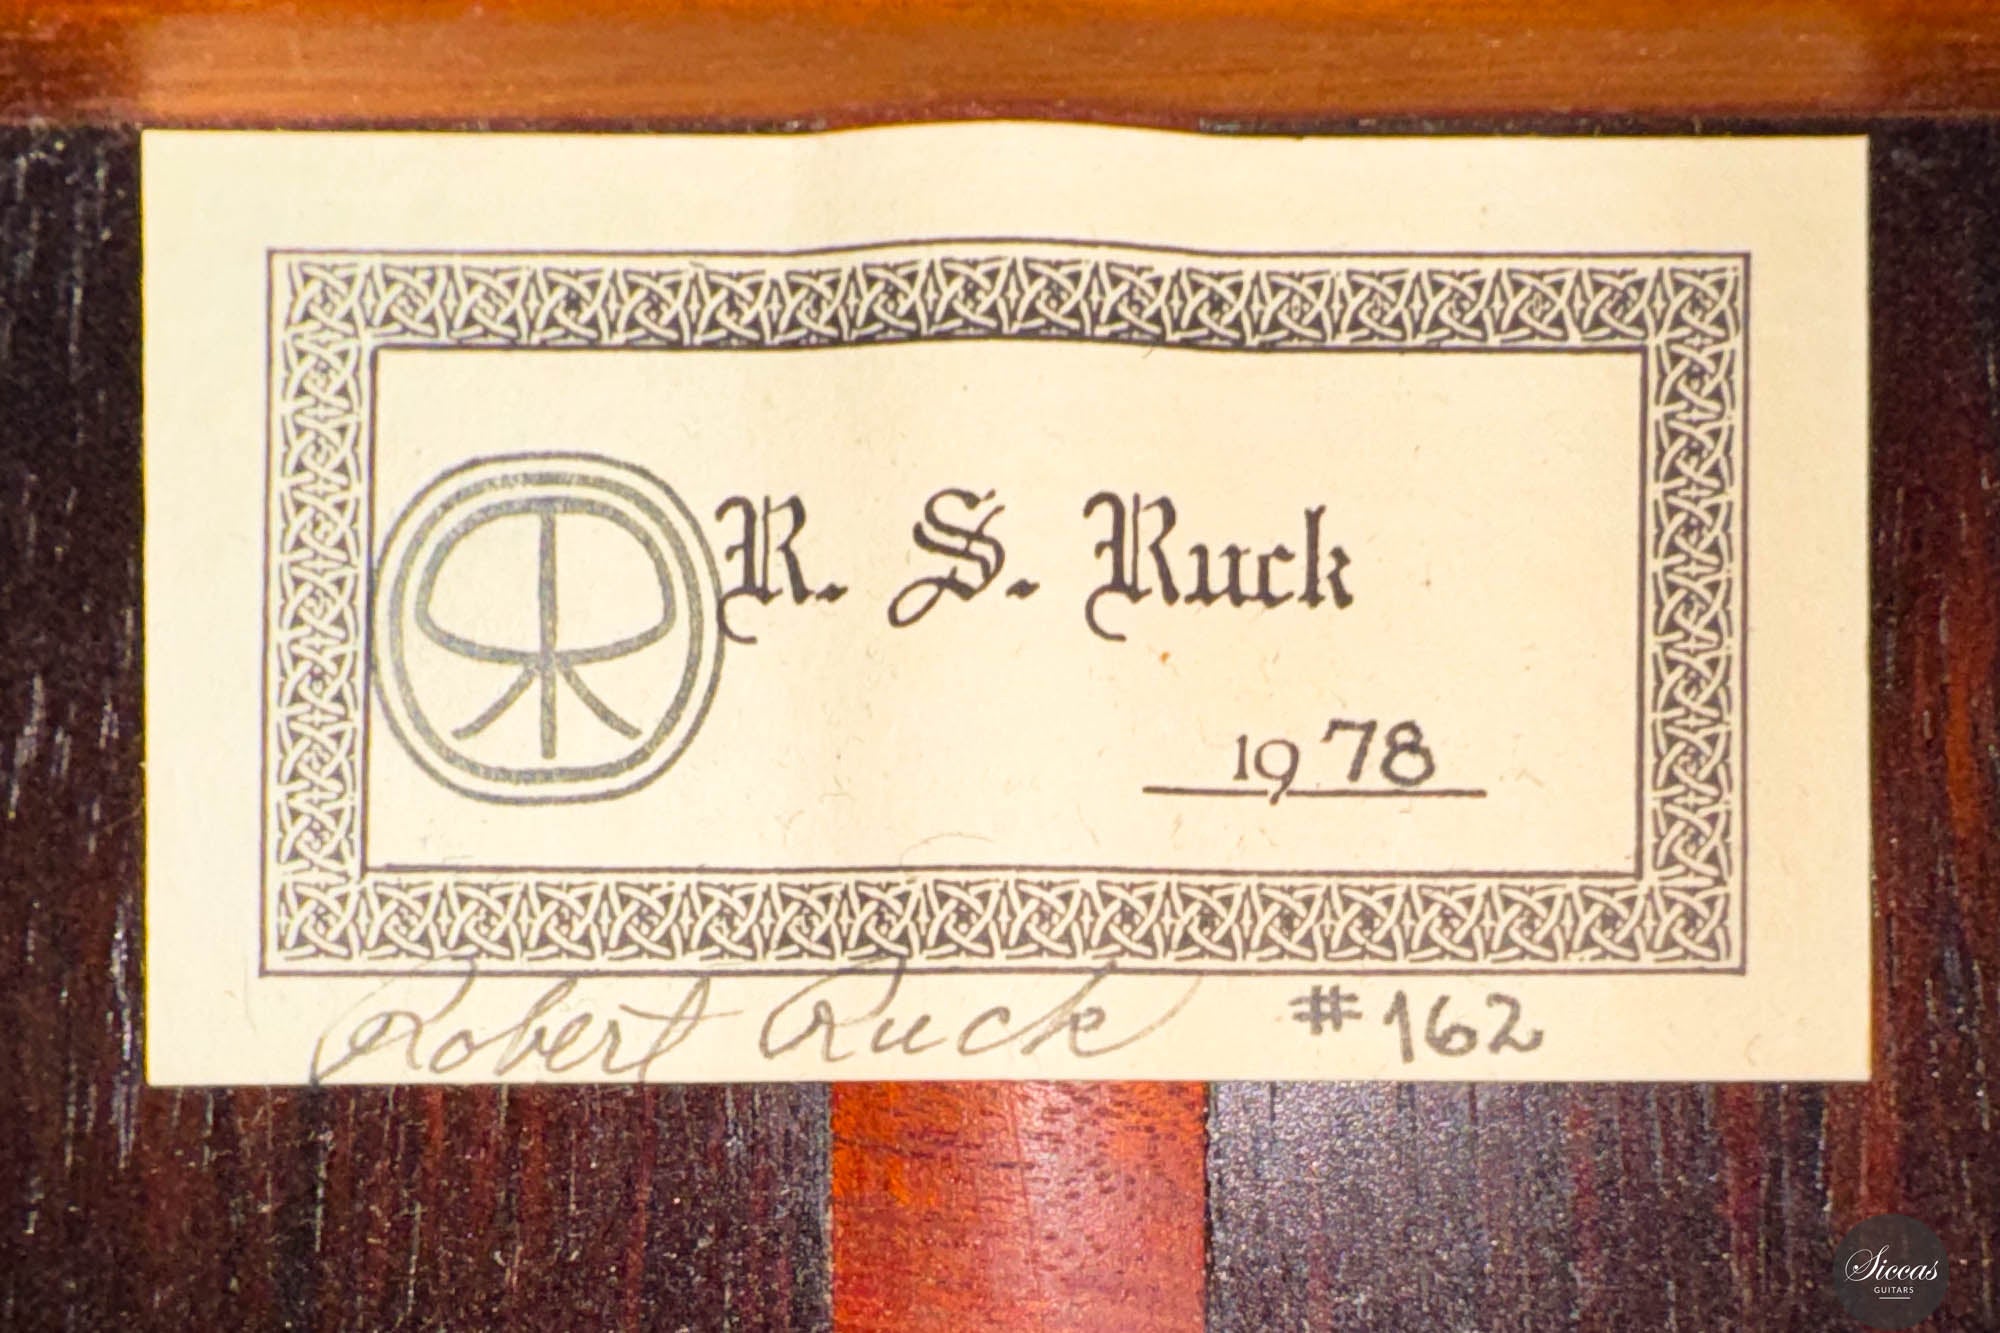 R. S. Ruck
1978
Robert Ruck #162
Siccas
GUITARS